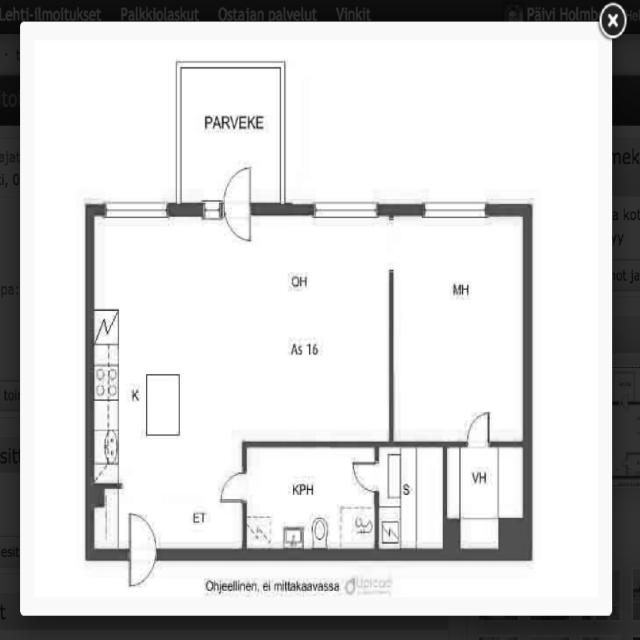 Lehti-ilmoitukset Palkkiolaskut Ostajan palvelut Vinkit Päivi Holmb
PARVEKE
OH
MH
As 16
K
KPH
S
VH
ET
Ohjeellinen, ei mittakaavassa